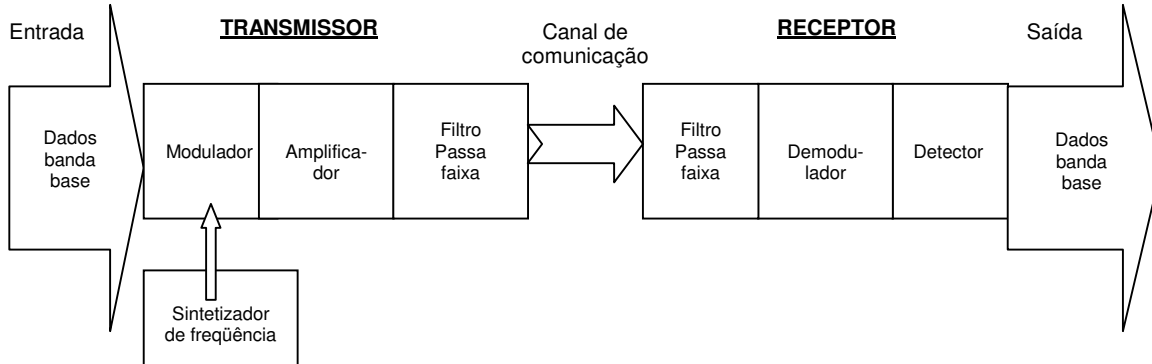 Entrada
TRANSMISSOR
Canal de
comunicação
RECEPTOR
Saída
Dados
banda
base
Modulador
Amplifica-
dor
Filtro
Passa
faixa
Filtro
Passa
faixa
Demodu-
lador
Detector
Dados
banda
base
Sintetizador
de freqüência